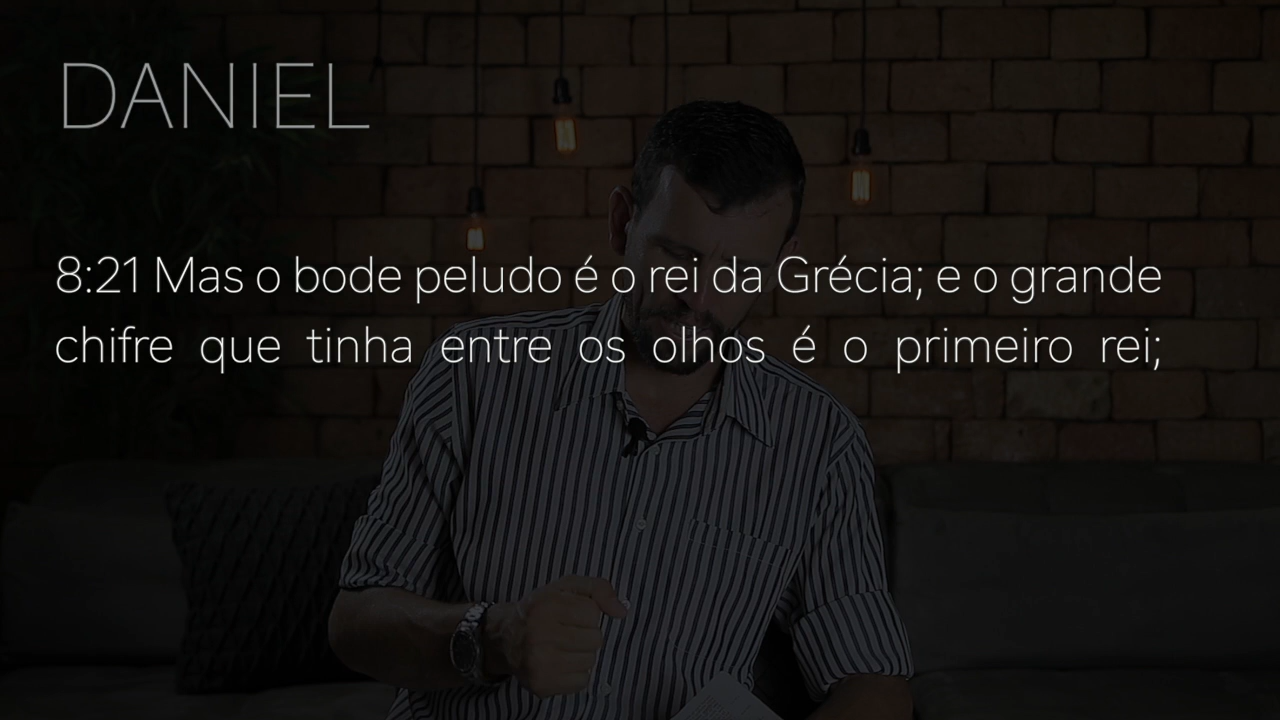 DANIEL
8:21 Mas o bode peludo é o rei da Grécia; e o grande
chifre que tinha entre os olhos é o primeiro rei;